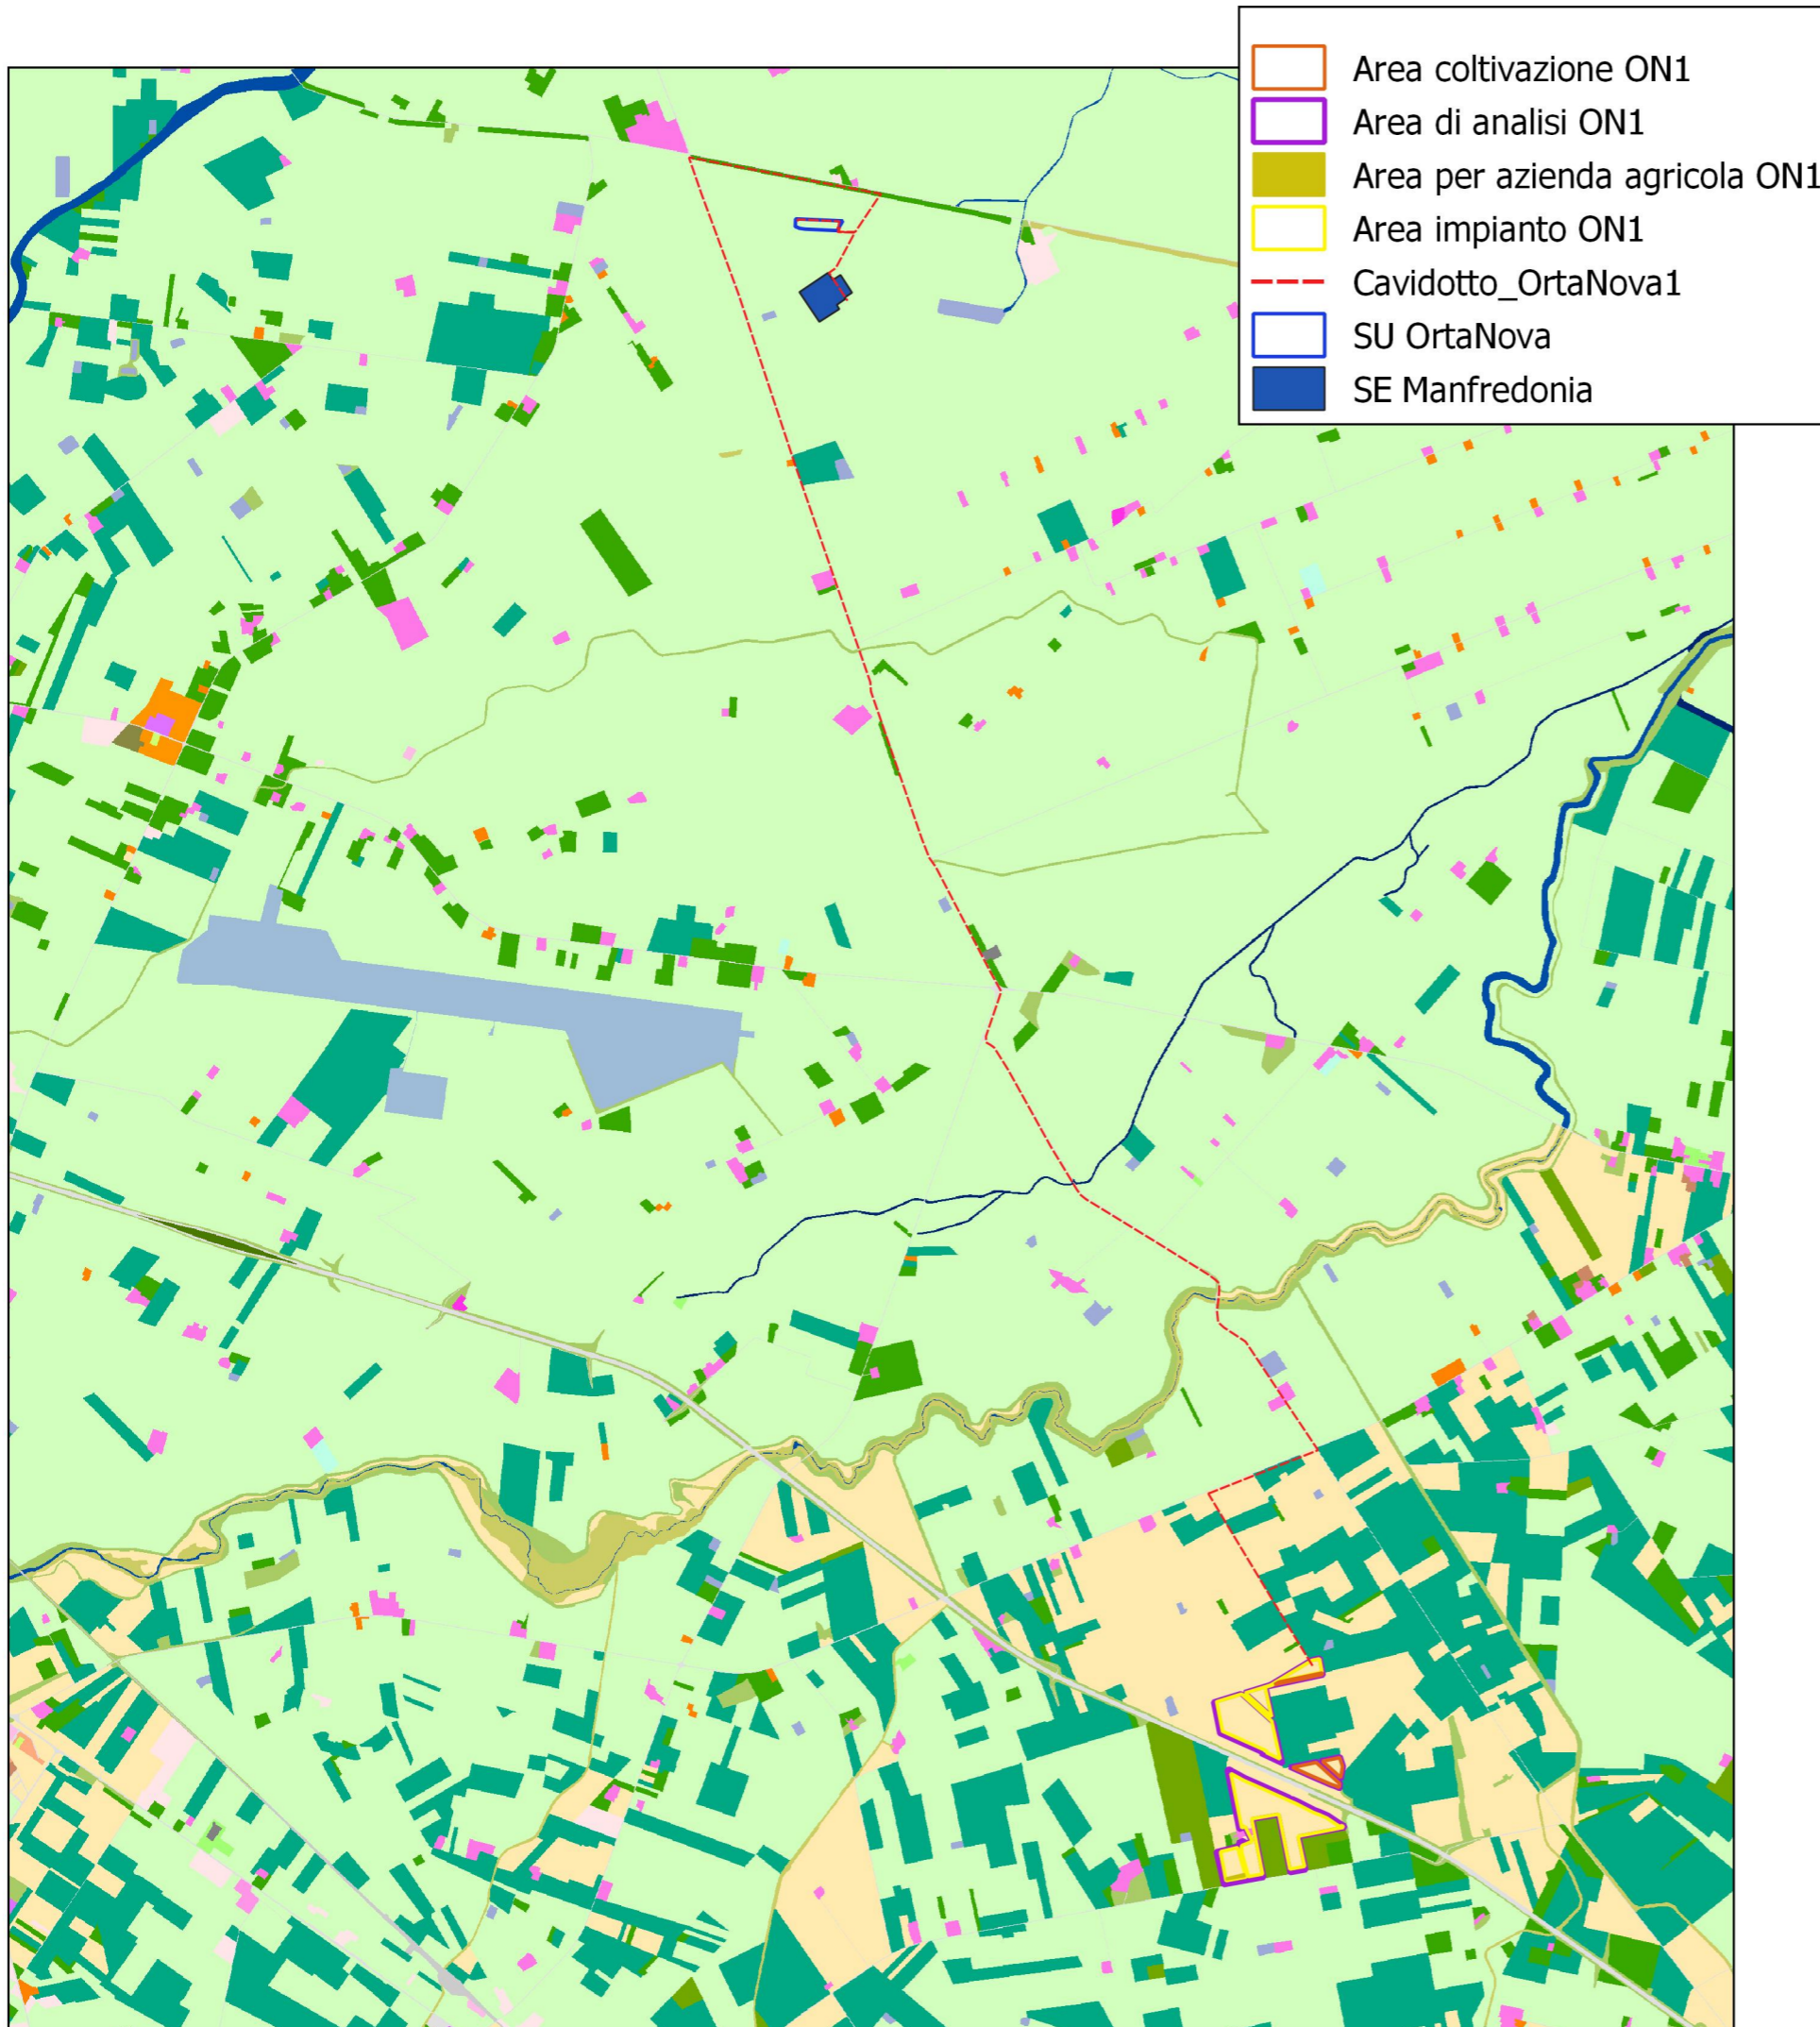 Area coltivazione ON1
Area di analisi ON1
Area per azienda agricola ON1
Area impianto ON1
Cavidotto_OrtaNova1
SU OrtaNova
SE Manfredonia